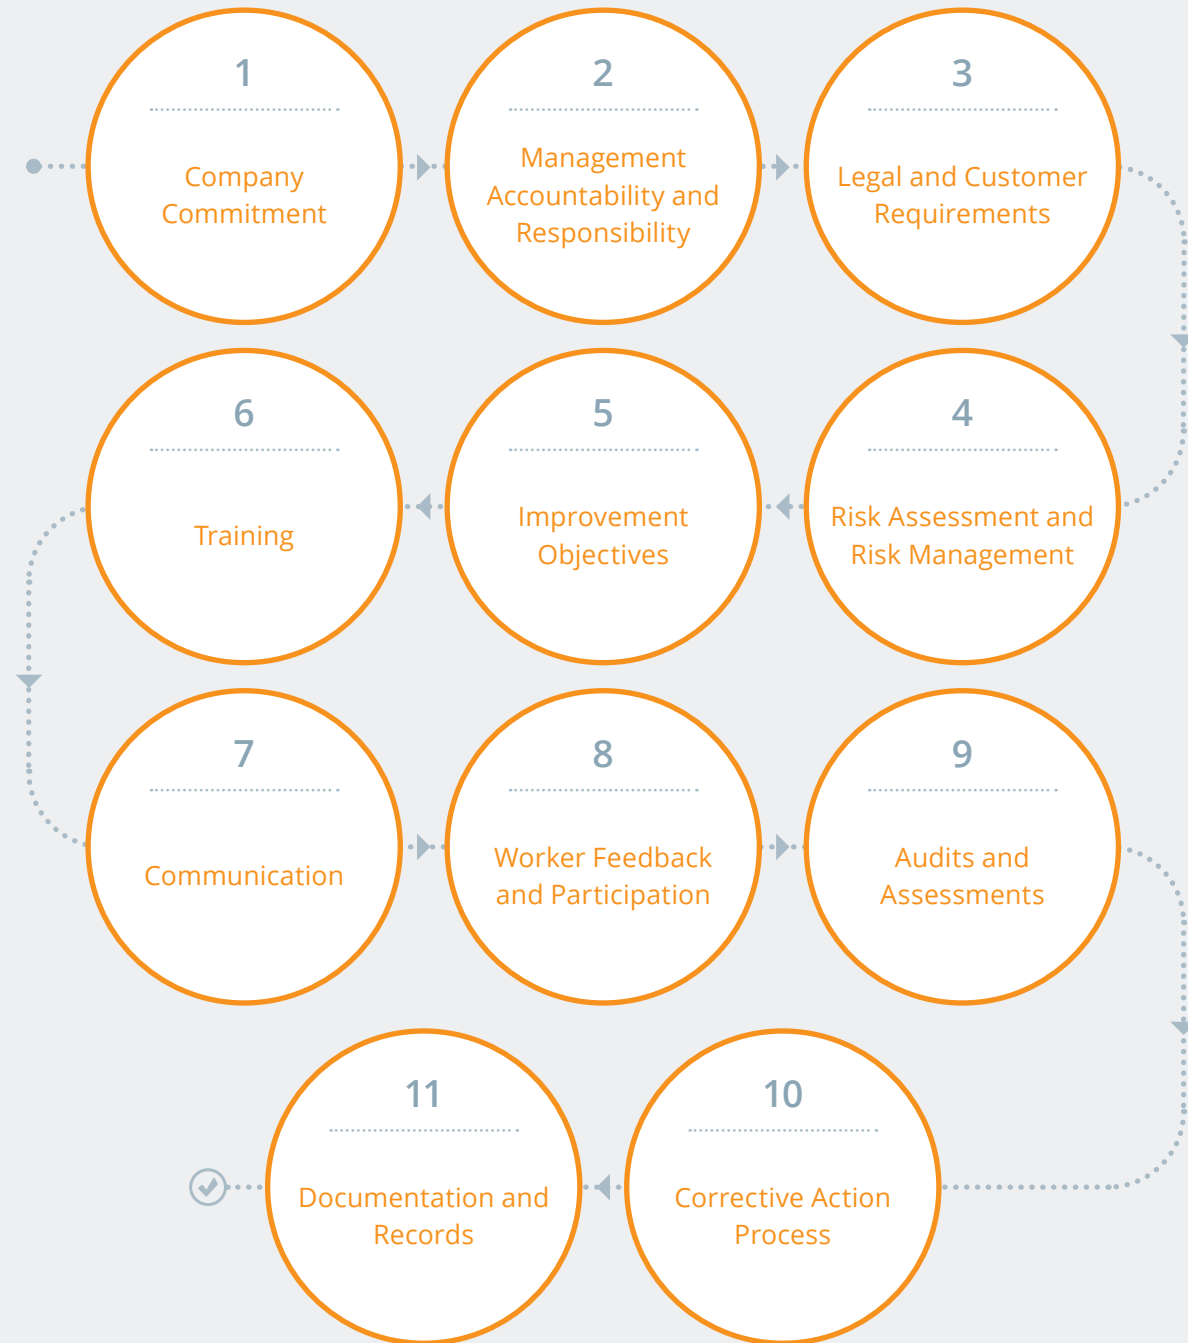 1
Company
Commitment
2
Management
Accountability and
Responsibility
3
Legal and Customer
Requirements
4
Risk Assessment and
Risk Management
5
Improvement
Objectives
6
Training
7
Communication
8
Worker Feedback
and Participation
9
Audits and
Assessments
10
Corrective Action
Process
11
Documentation and
Records